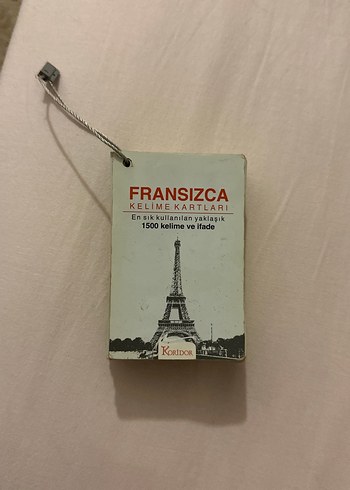 FRANSIZCA
KELİME KARTLARI
En sık kullanılan yaklaşık
1500 kelime ve ifade
KORİDOR